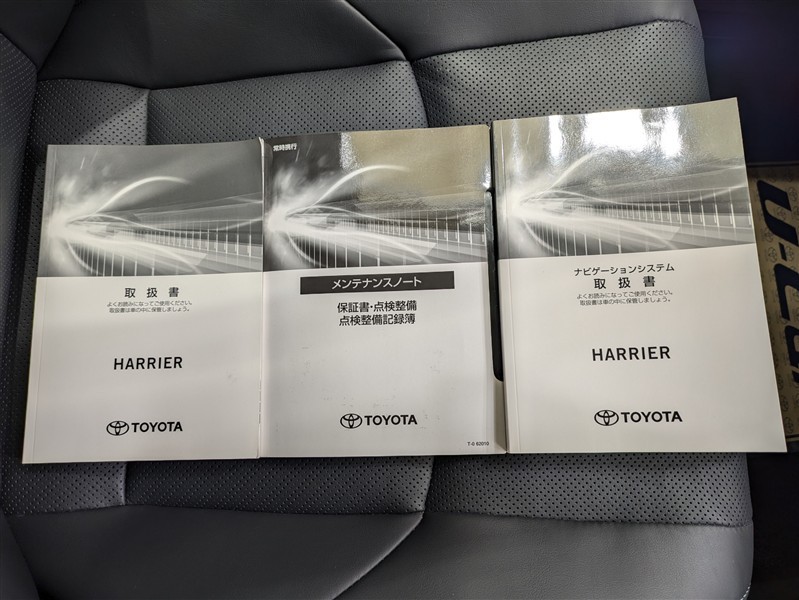 取扱書
よくお読みになってご使用ください。
取扱書は車の中に保管しましょう。
HARRIER
TOYOTA
常時携行
メンテナンスノート
保証書・点検整備
点検整備記録簿
TOYOTA
T-0 62010
ナビゲーションシステム
取扱書
よくお読みになってご使用ください。
取扱書は車の中に保管しましょう。
HARRIER
TOYOTA